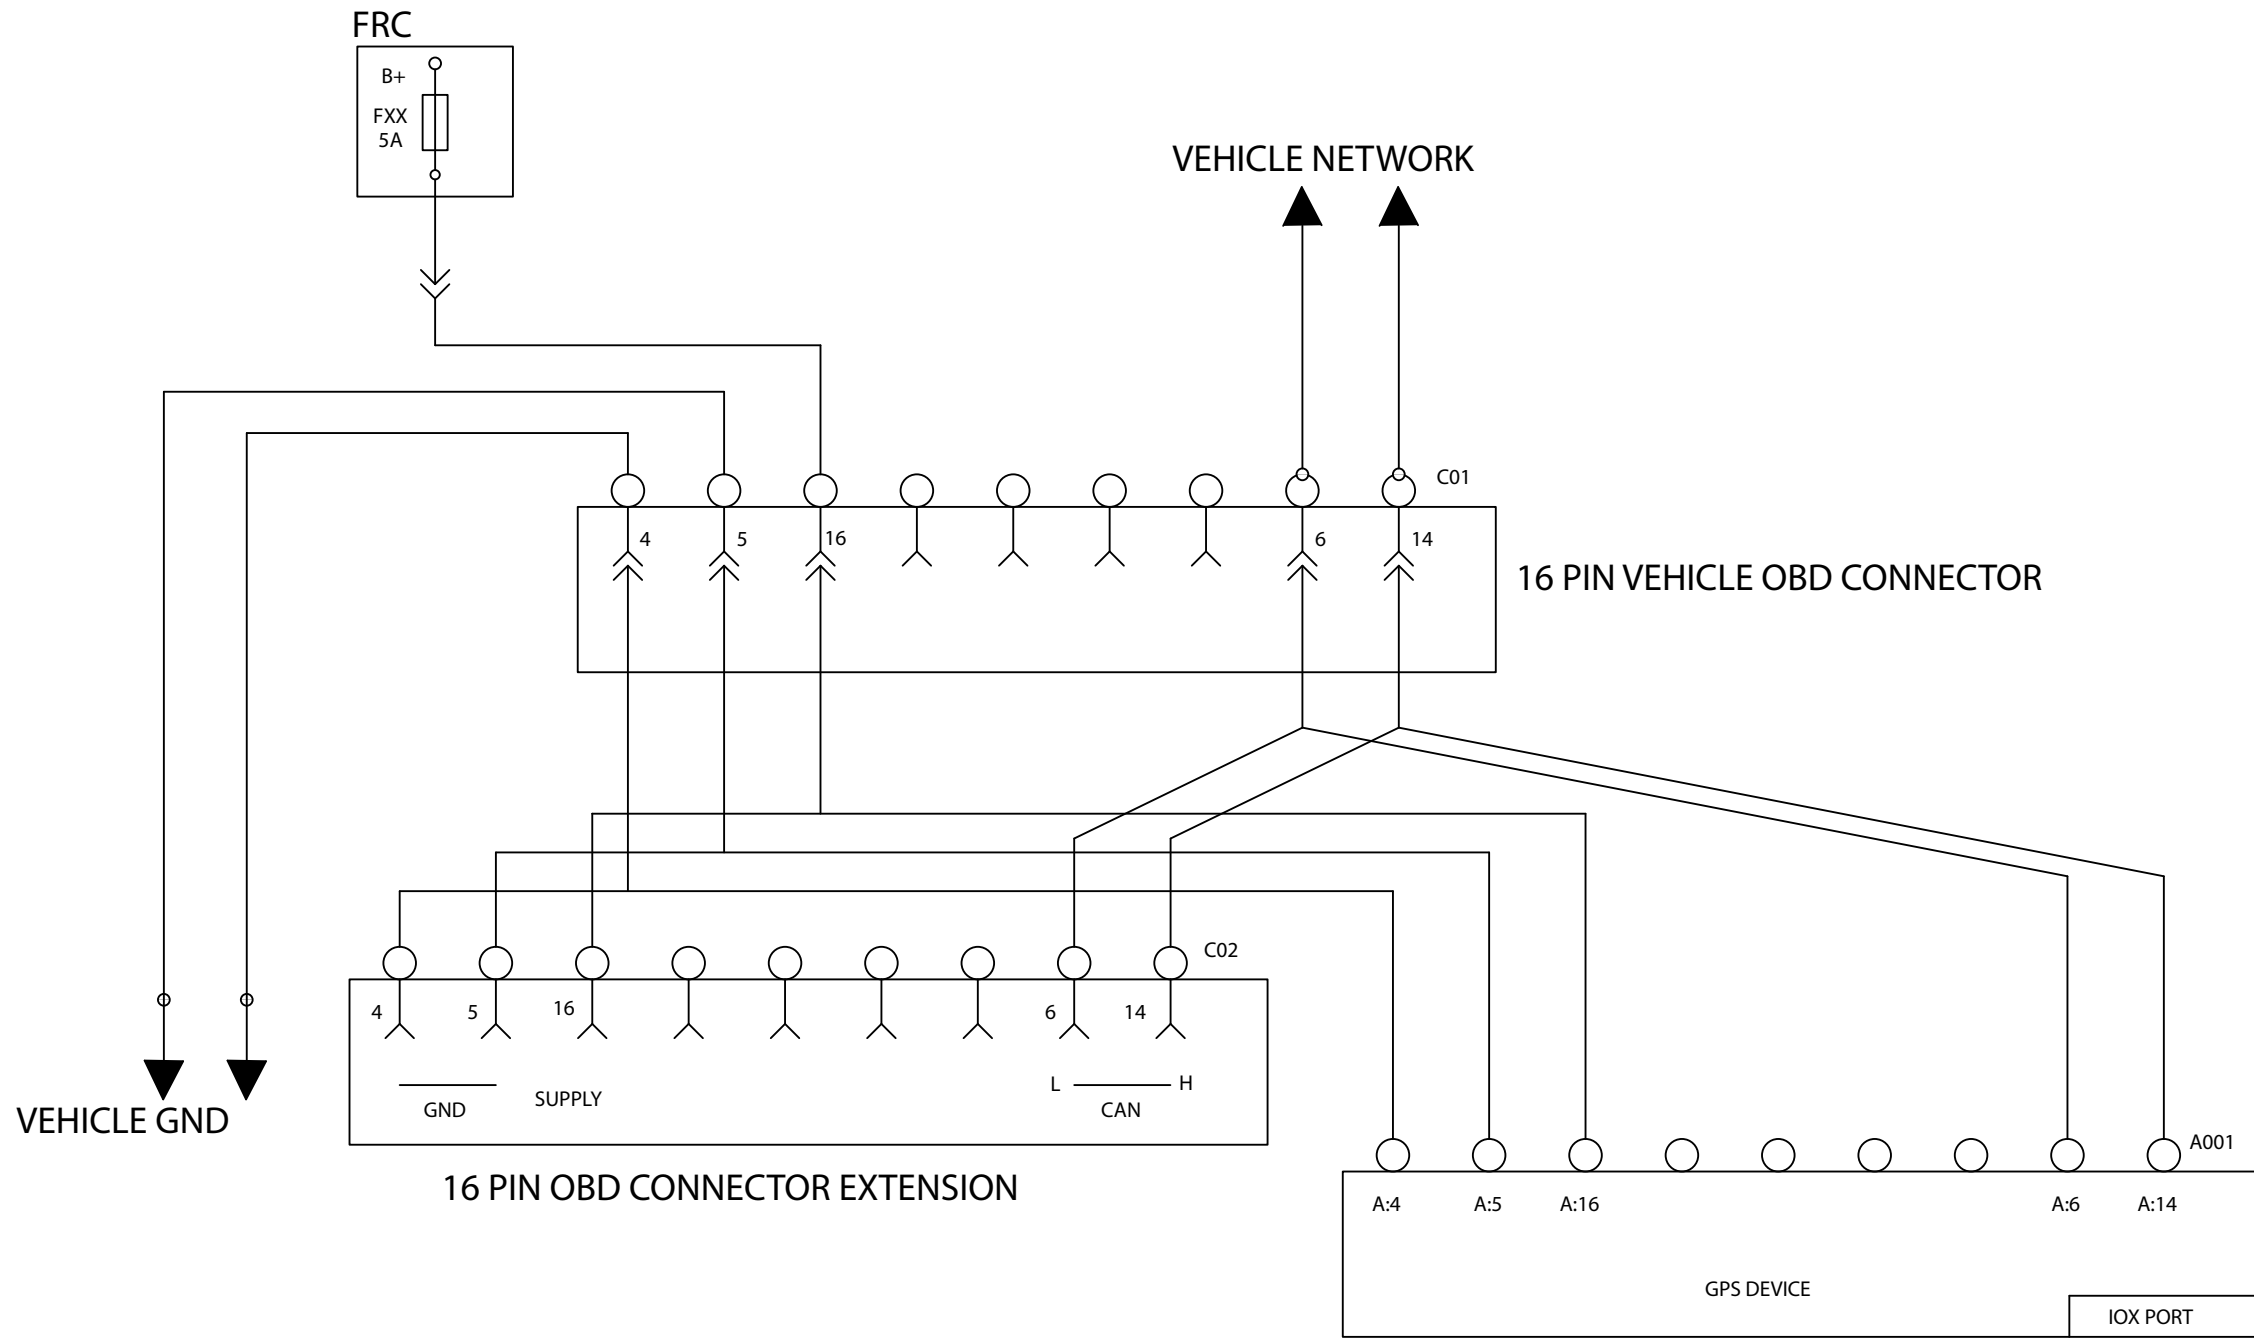 FRC
B+
FXX
5A
VEHICLE NETWORK
C01
4
5
16
6
14
16 PIN VEHICLE OBD CONNECTOR
C02
4
5
16
6
14
L
H
GND
SUPPLY
CAN
VEHICLE GND
16 PIN OBD CONNECTOR EXTENSION
A001
A:4
A:5
A:16
A:6
A:14
GPS DEVICE
IOX PORT